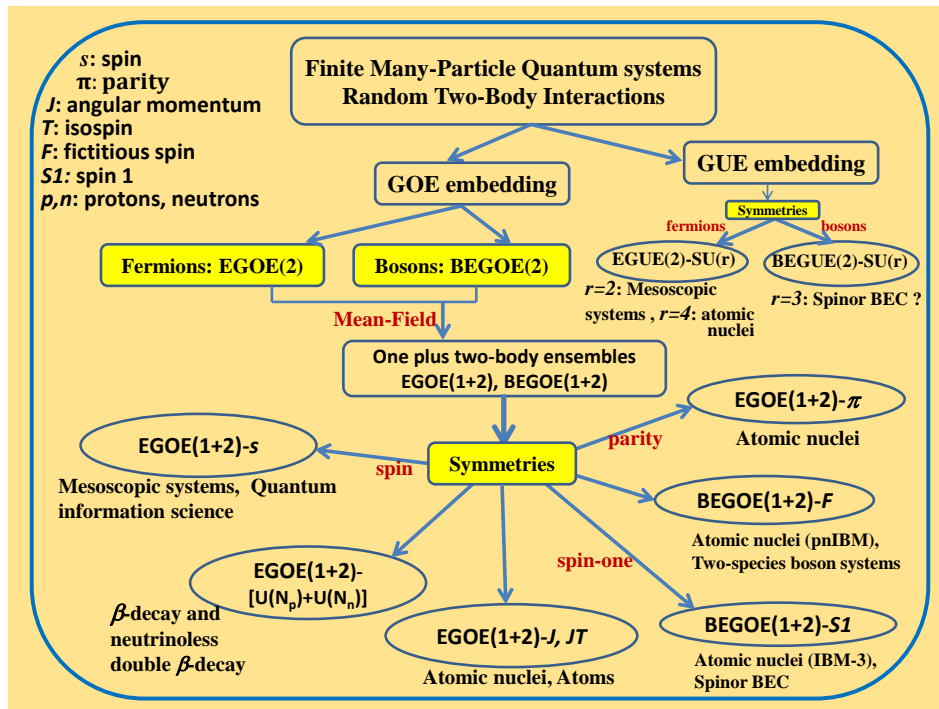 s: spin
π: parity
J: angular momentum
T: isospin
F: fictitious spin
S1: spin 1
p,n: protons, neutrons
Finite Many-Particle Quantum systems
Random Two-Body Interactions
GOE embedding
GUE embedding
Symmetries
fermions
bosons
Fermions: EGOE(2)
Bosons: BEGOE(2)
EGUE(2)-SU(r)
BEGUE(2)-SU(r)
r=2: Mesoscopic
systems , r=4: atomic
nuclei
r=3: Spinor BEC ?
Mean-Field
One plus two-body ensembles
EGOE(1+2), BEGOE(1+2)
EGOE(1+2)-π
Atomic nuclei
parity
EGOE(1+2)-s
spin
Symmetries
Mesoscopic systems, Quantum
information science
BEGOE(1+2)-F
Atomic nuclei (pnIBM),
Two-species boson systems
spin-one
EGOE(1+2)-
[U(Np)+U(Nn)]
β-decay and
neutrinoless
double β-decay
EGOE(1+2)-J, JT
Atomic nuclei, Atoms
BEGOE(1+2)-S1
Atomic nuclei (IBM-3),
Spinor BEC